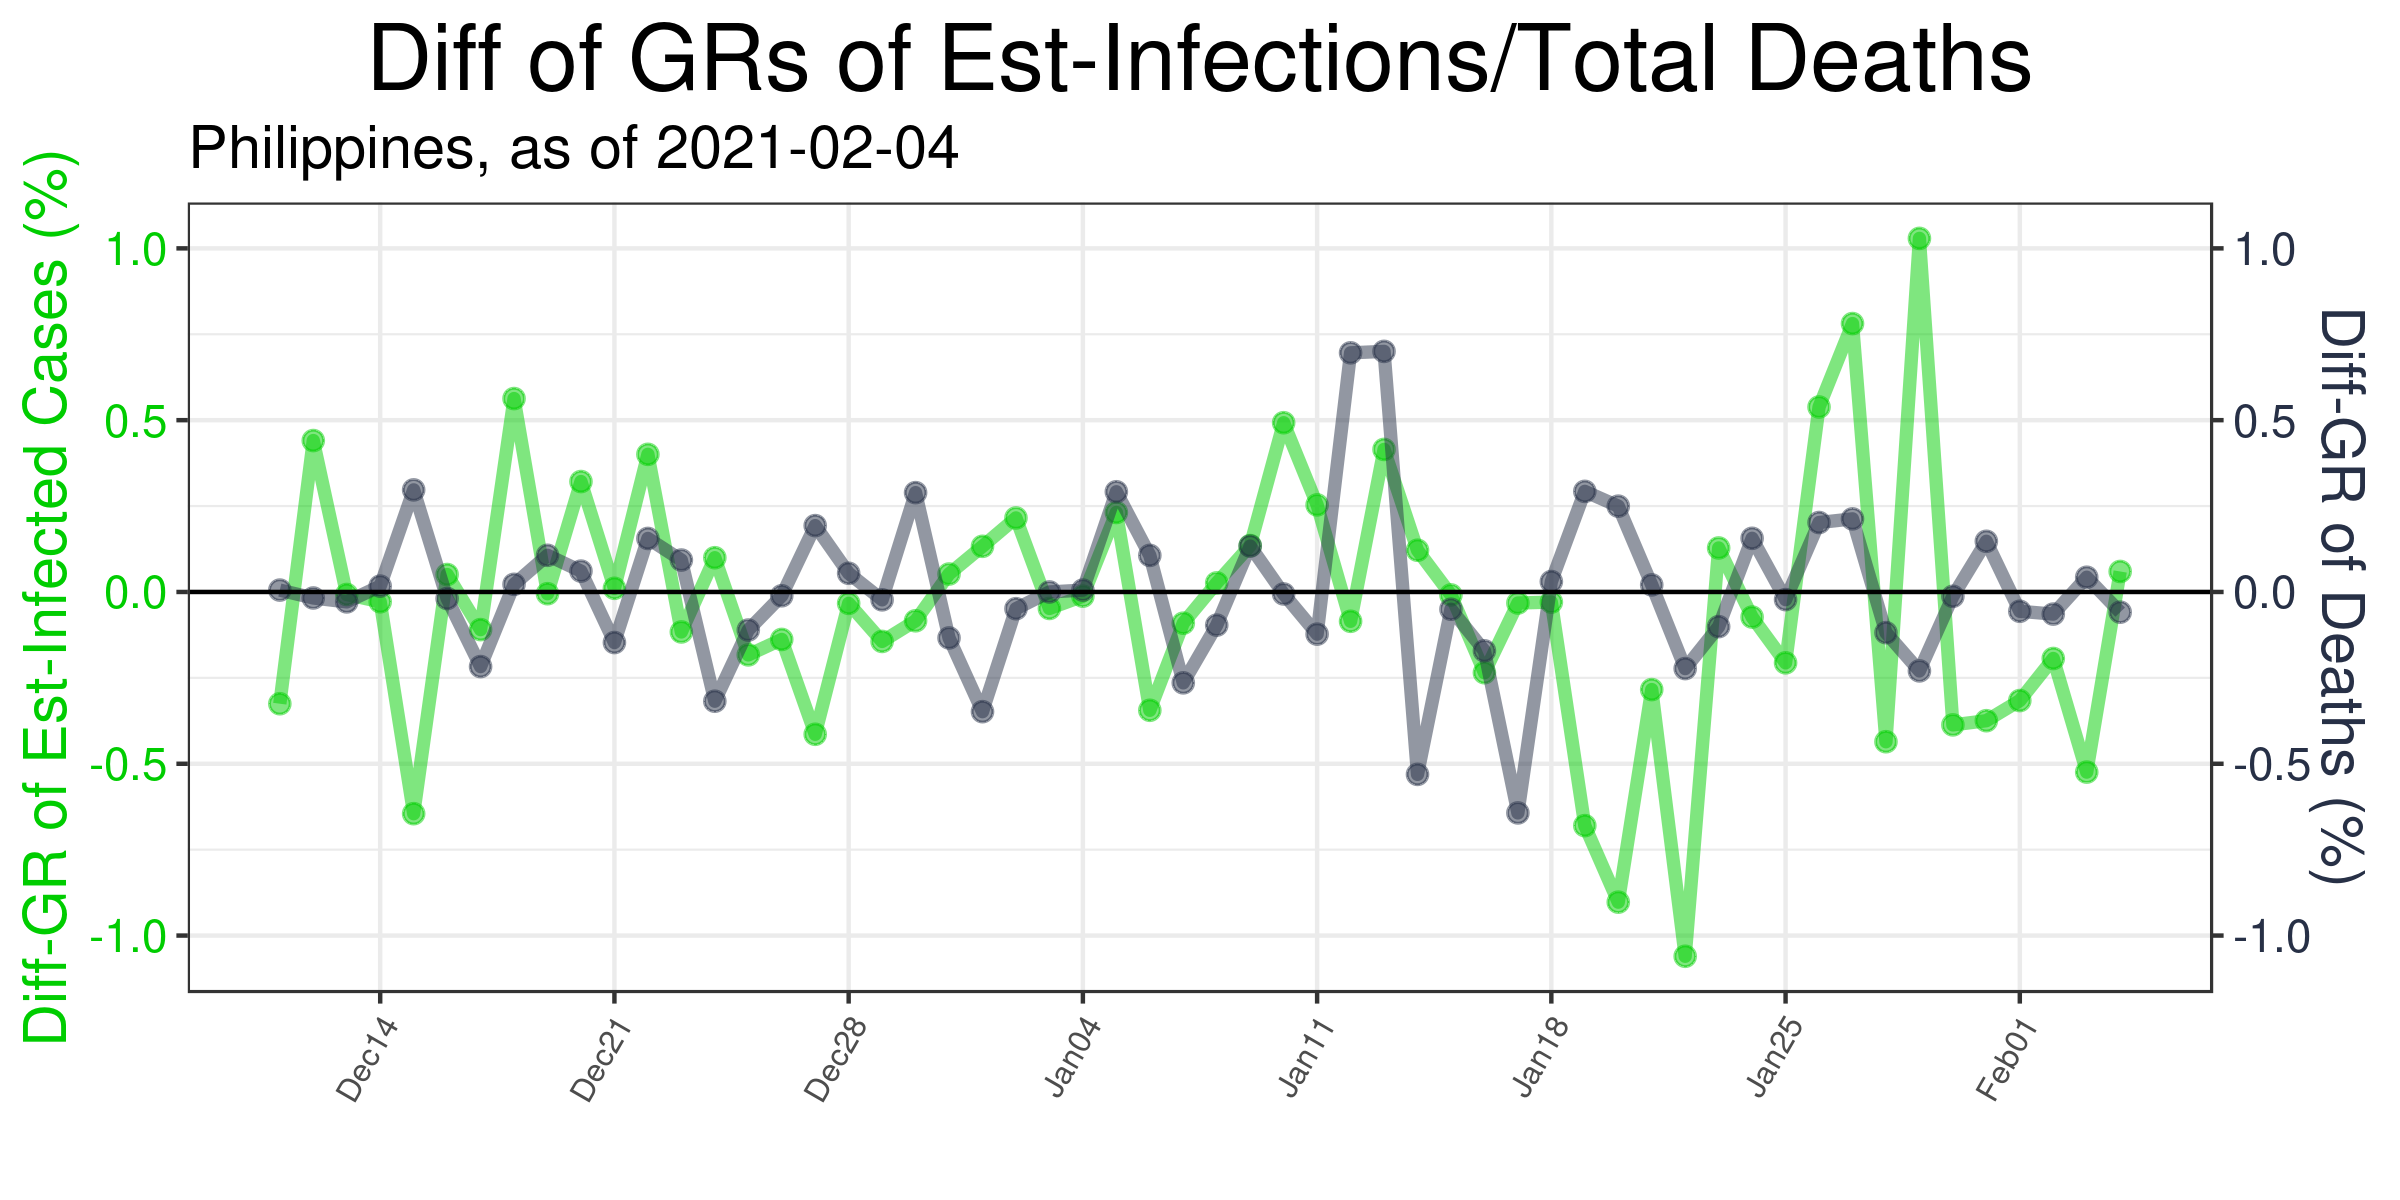 Diff of GRs of Est-Infections/Total Deaths
Philippines, as of 2021-02-04
Diff-GR of Est-Infected Cases (%)
1.0
0.5
0.0
-0.5
-1.0
1.0
0.5
0.0
-0.5
-1.0
Diff-GR of Deaths (%)
Dec14
Dec21
Dec28
Jan04
Jan11
Jan18
Jan25
Feb01